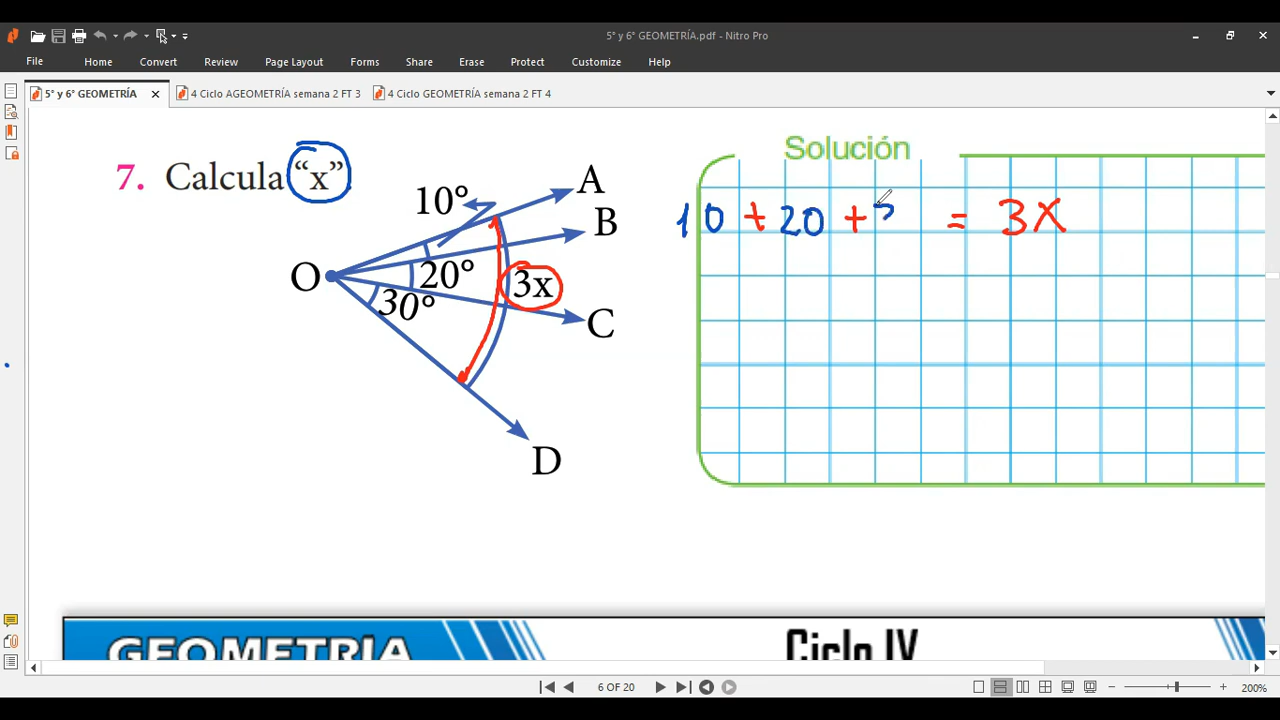 5° y 6° GEOMETRÍA.pdf - Nitro Pro
File Home Convert Review Page Layout Forms Share Erase Protect Customize Help
5° y 6° GEOMETRÍA 4 Ciclo AGEOMETRÍA semana 2 FT 3 4 Ciclo GEOMETRÍA semana 2 FT 4
7. Calcula “x”.
Solución
A
10°
B
10 + 20 + = 3X
O
20°
3x
30°
C
D
GEOMETRÍA Ciclo IV
6 OF 20
200%